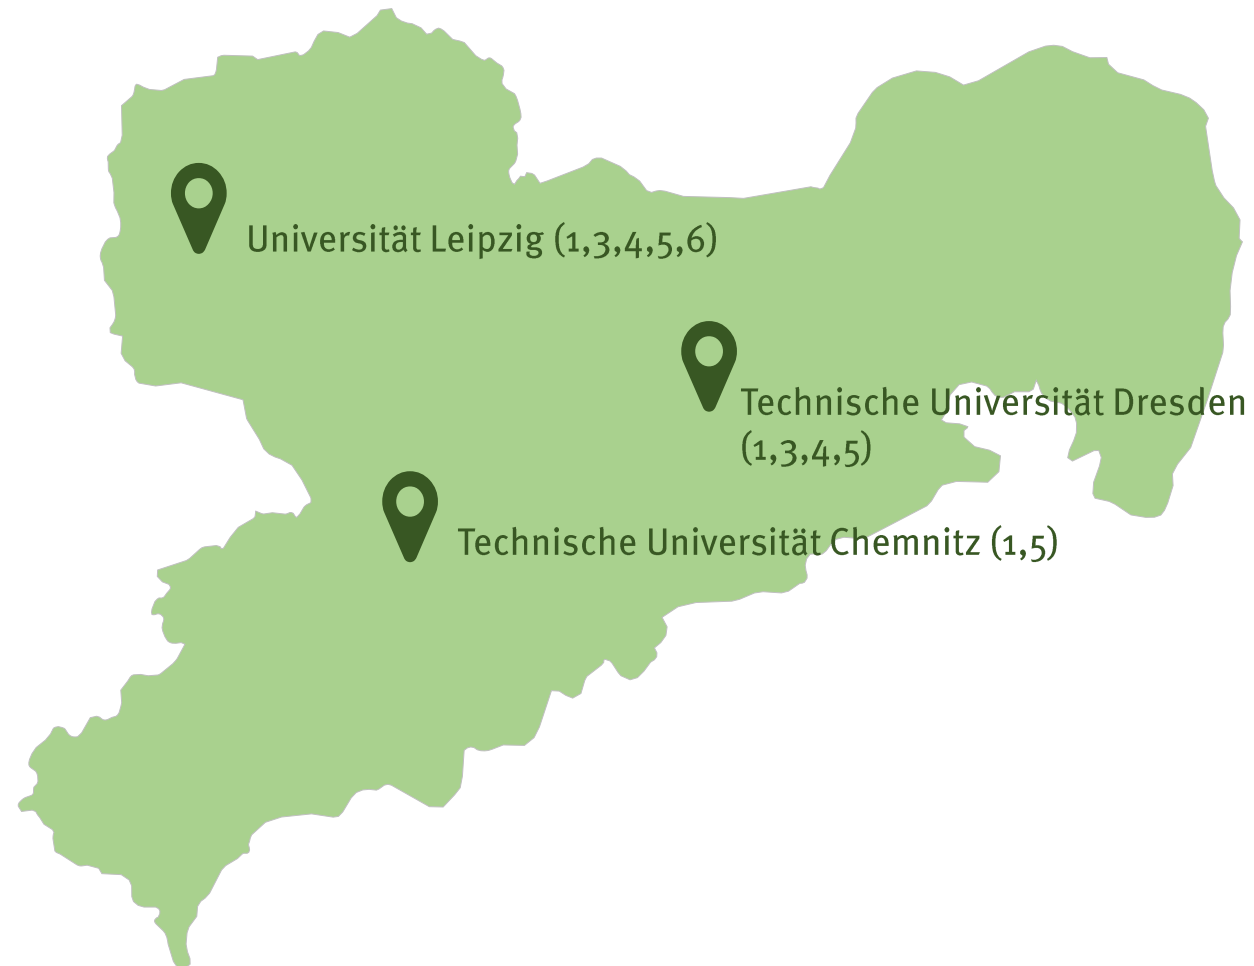 Universität Leipzig (1,3,4,5,6)
Technische Universität Dresden
(1,3,4,5)
Technische Universität Chemnitz (1,5)